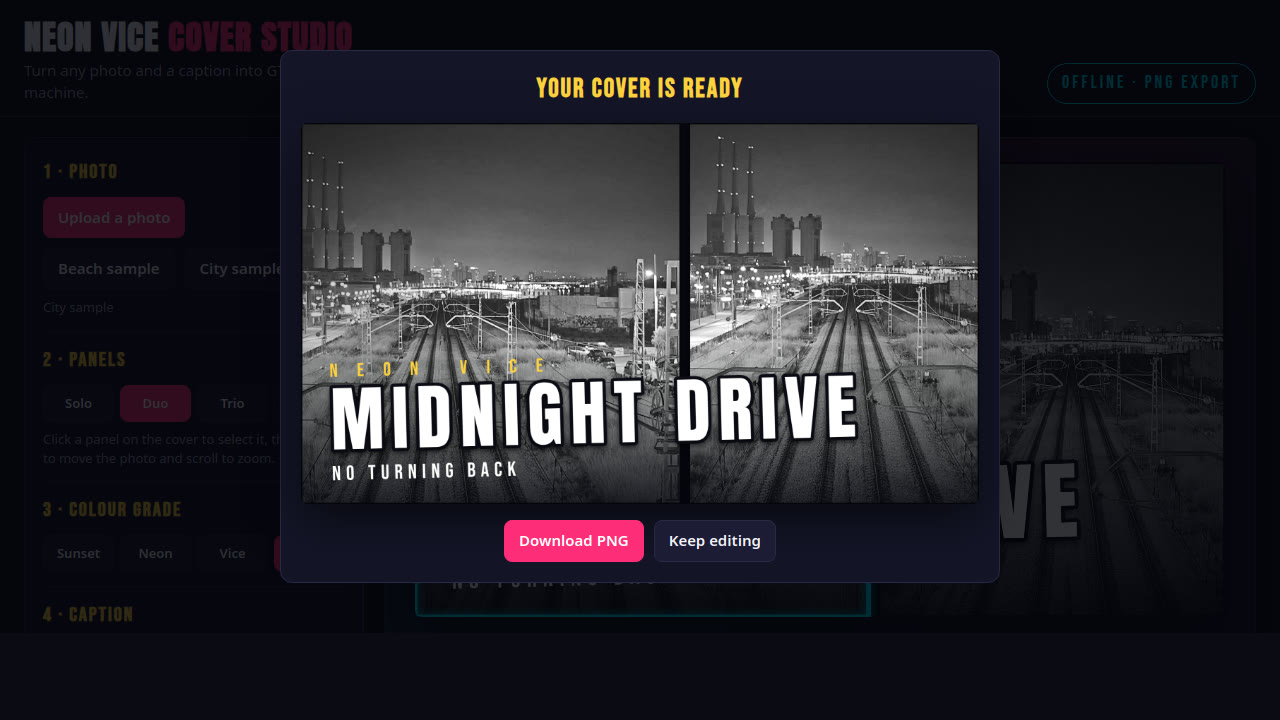 NEON VICE COVER STUDIO
Turn any photo and a caption into GT
machine.
OFFLINE · PNG EXPORT
1 · PHOTO
Upload a photo
Beach sample
City sample
City sample
2 · PANELS
Solo
Duo
Trio
Click a panel on the cover to select it, th
to move the photo and scroll to zoom.
3 · COLOUR GRADE
Sunset
Neon
Vice
4 · CAPTION
YOUR COVER IS READY
NEON VICE
MIDNIGHT DRIVE
NO TURNING BACK
Download PNG
Keep editing